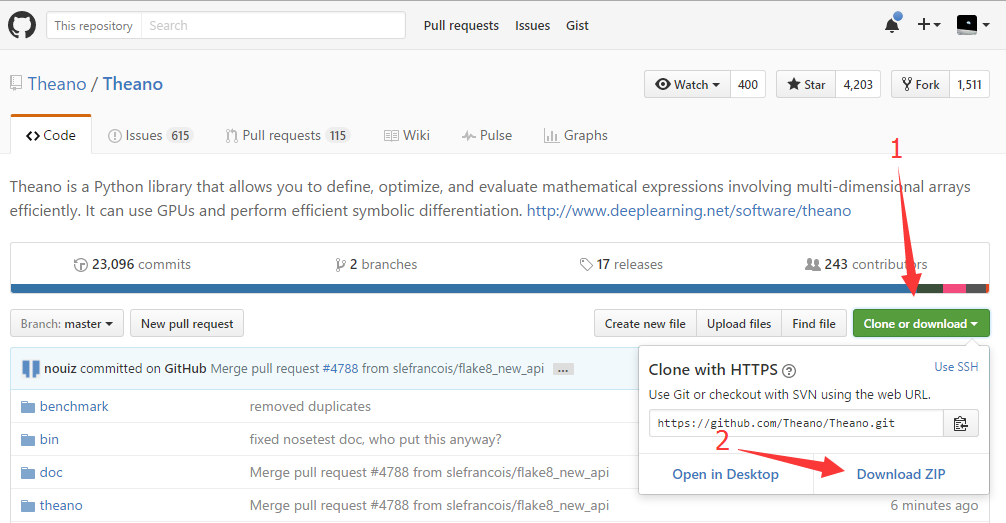 This repository Search Pull requests Issues Gist
Theano / Theano Watch 400 Star 4,203 Fork 1,511
Code Issues 615 Pull requests 115 Wiki Pulse Graphs
1
Theano is a Python library that allows you to define, optimize, and evaluate mathematical expressions involving multi-dimensional arrays
efficiently. It can use GPUs and perform efficient symbolic differentiation. http://www.deeplearning.net/software/theano
23,096 commits 2 branches 17 releases 243 contributors
Branch: master New pull request Create new file Upload files Find file Clone or download
nouiz committed on GitHub Merge pull request #4788 from slefrancois/flake8_new_api ...
Clone with HTTPS ? Use SSH
Use Git or checkout with SVN using the web URL.
https://github.com/Theano/Theano.git
2
Open in Desktop Download ZIP
benchmark removed duplicates
bin fixed nosetest doc, who put this anyway?
doc Merge pull request #4788 from slefrancois/flake8_new_api
theano Merge pull request #4788 from slefrancois/flake8_new_api 6 minutes ago